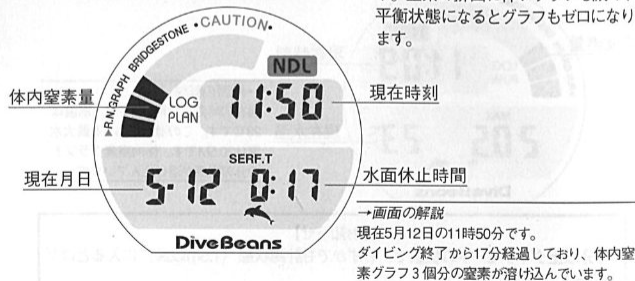 平衡状態になるとグラフもゼロになり
ます。
▶R.N.GRAPH BRIDGESTONE •CAUTION•
NDL
体内窒素量
LOG
PLAN
11:50
現在時刻
SERF.T
現在月日
5-12
0:17
水面休止時間
DiveBeans
→画面の解説
現在5月12日の11時50分です。
ダイビング終了から17分経過しており、体内窒
素グラフ3個分の窒素が溶け込んでいます。